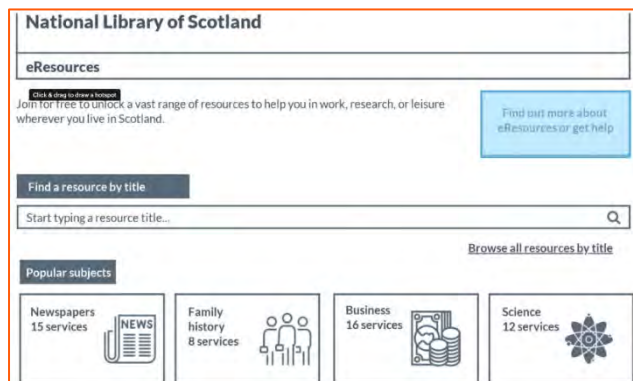 National Library of Scotland
eResources
Click & drag to draw a hotspot
Join for free to unlock a vast range of resources to help you in work, research, or leisure
wherever you live in Scotland.
Find out more about
eResources or get help
Find a resource by title
Start typing a resource title...
Browse all resources by title
Popular subjects
Newspapers
15 services
NEWS
Family
history
8 services
Business
16 services
Science
12 services